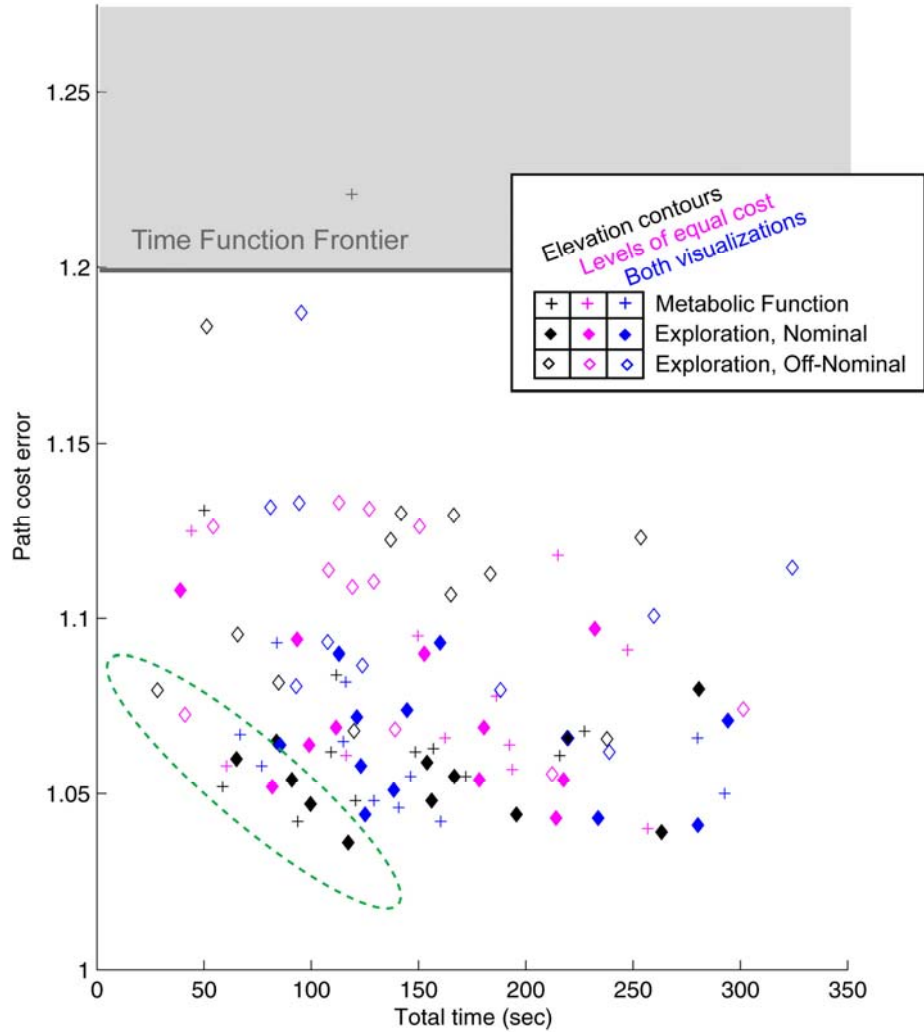 1.25
Elevation contours
Levels of equal cost
Both visualizations
Time Function Frontier
1.2
Metabolic Function
Exploration, Nominal
Exploration, Off-Nominal
1.15
Path cost error
1.1
1.05
1
0 50 100 150 200 250 300 350
Total time (sec)